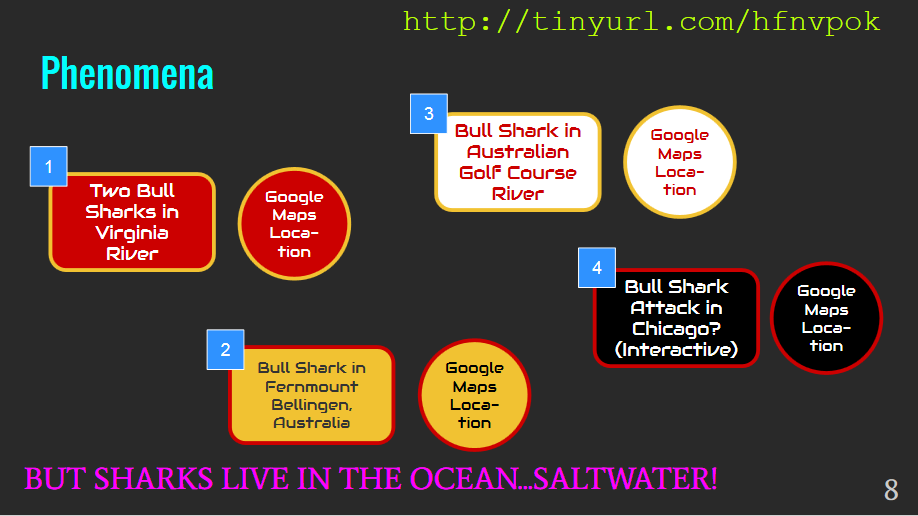 http://tinyurl.com/hfnvpok
Phenomena
1
Two Bull
Sharks in
Virginia
River
Google
Maps
Loca-
tion
2
Bull Shark in
Fernmount
Bellingen,
Australia
Google
Maps
Loca-
tion
3
Bull Shark in
Australian
Golf Course
River
Google
Maps
Loca-
tion
4
Bull Shark
Attack in
Chicago?
(Interactive)
Google
Maps
Loca-
tion
BUT SHARKS LIVE IN THE OCEAN...SALTWATER!
8